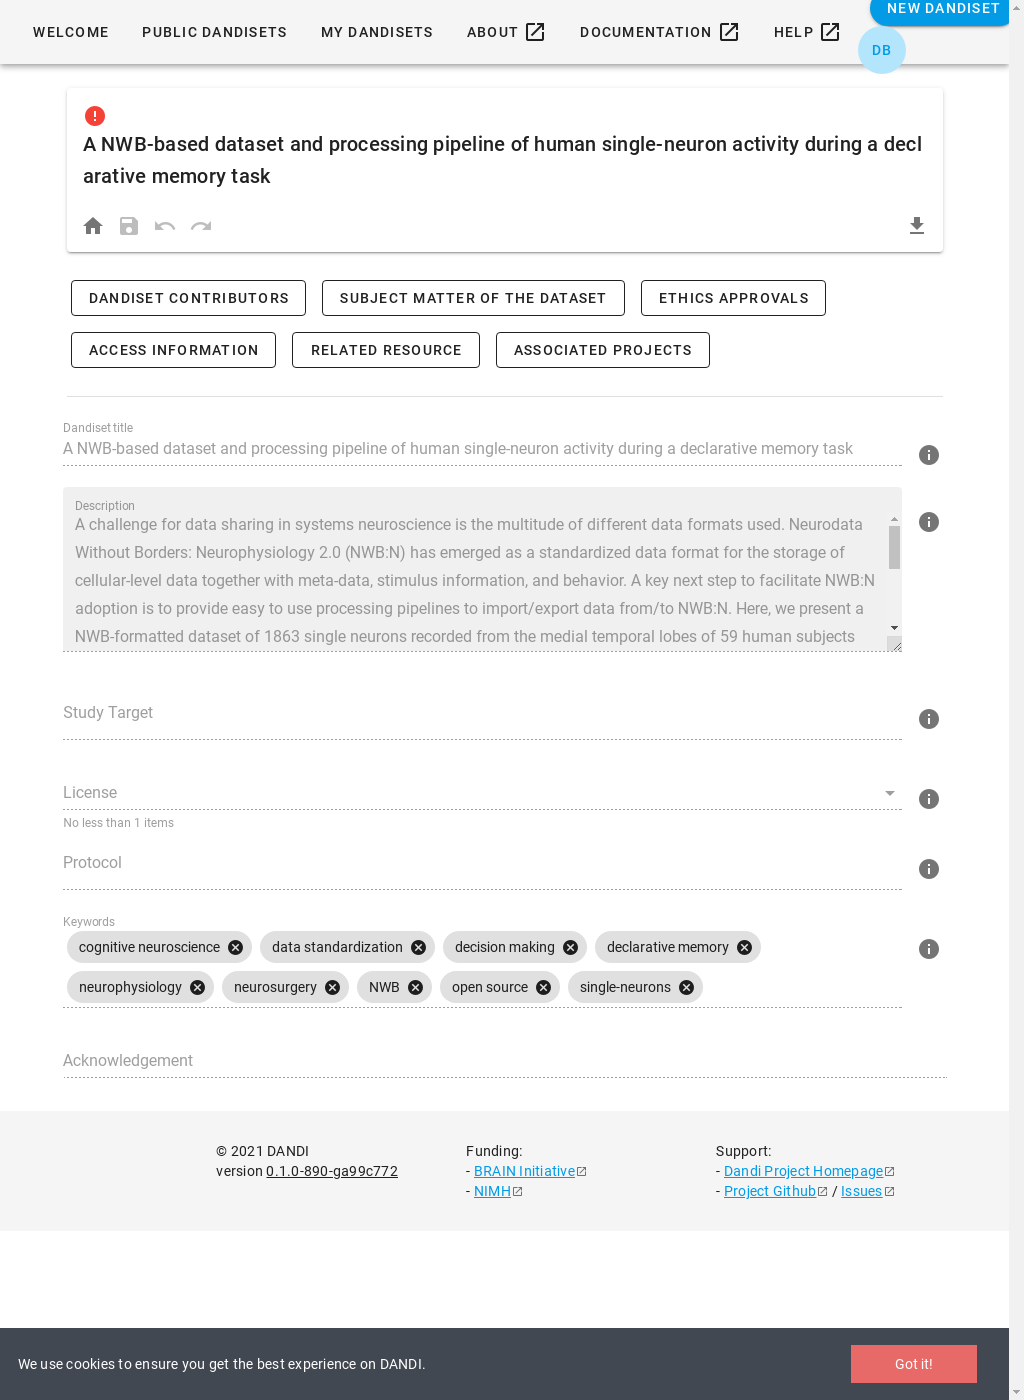 WELCOME PUBLIC DANDISETS MY DANDISETS ABOUT DOCUMENTATION HELP NEW DANDISET
DB
A NWB-based dataset and processing pipeline of human single-neuron activity during a decl
arative memory task
DANDISET CONTRIBUTORS SUBJECT MATTER OF THE DATASET ETHICS APPROVALS
ACCESS INFORMATION RELATED RESOURCE ASSOCIATED PROJECTS
Dandiset title
A NWB-based dataset and processing pipeline of human single-neuron activity during a declarative memory task
Description
A challenge for data sharing in systems neuroscience is the multitude of different data formats used. Neurodata
Without Borders: Neurophysiology 2.0 (NWB:N) has emerged as a standardized data format for the storage of
cellular-level data together with meta-data, stimulus information, and behavior. A key next step to facilitate NWB:N
adoption is to provide easy to use processing pipelines to import/export data from/to NWB:N. Here, we present a
NWB-formatted dataset of 1863 single neurons recorded from the medial temporal lobes of 59 human subjects
Study Target
License
No less than 1 items
Protocol
Keywords
cognitive neuroscience data standardization decision making declarative memory
neurophysiology neurosurgery NWB open source single-neurons
Acknowledgement
© 2021 DANDI
version 0.1.0-890-ga99c772
Funding:
- BRAIN Initiative
- NIMH
Support:
- Dandi Project Homepage
- Project Github / Issues
We use cookies to ensure you get the best experience on DANDI.
Got it!